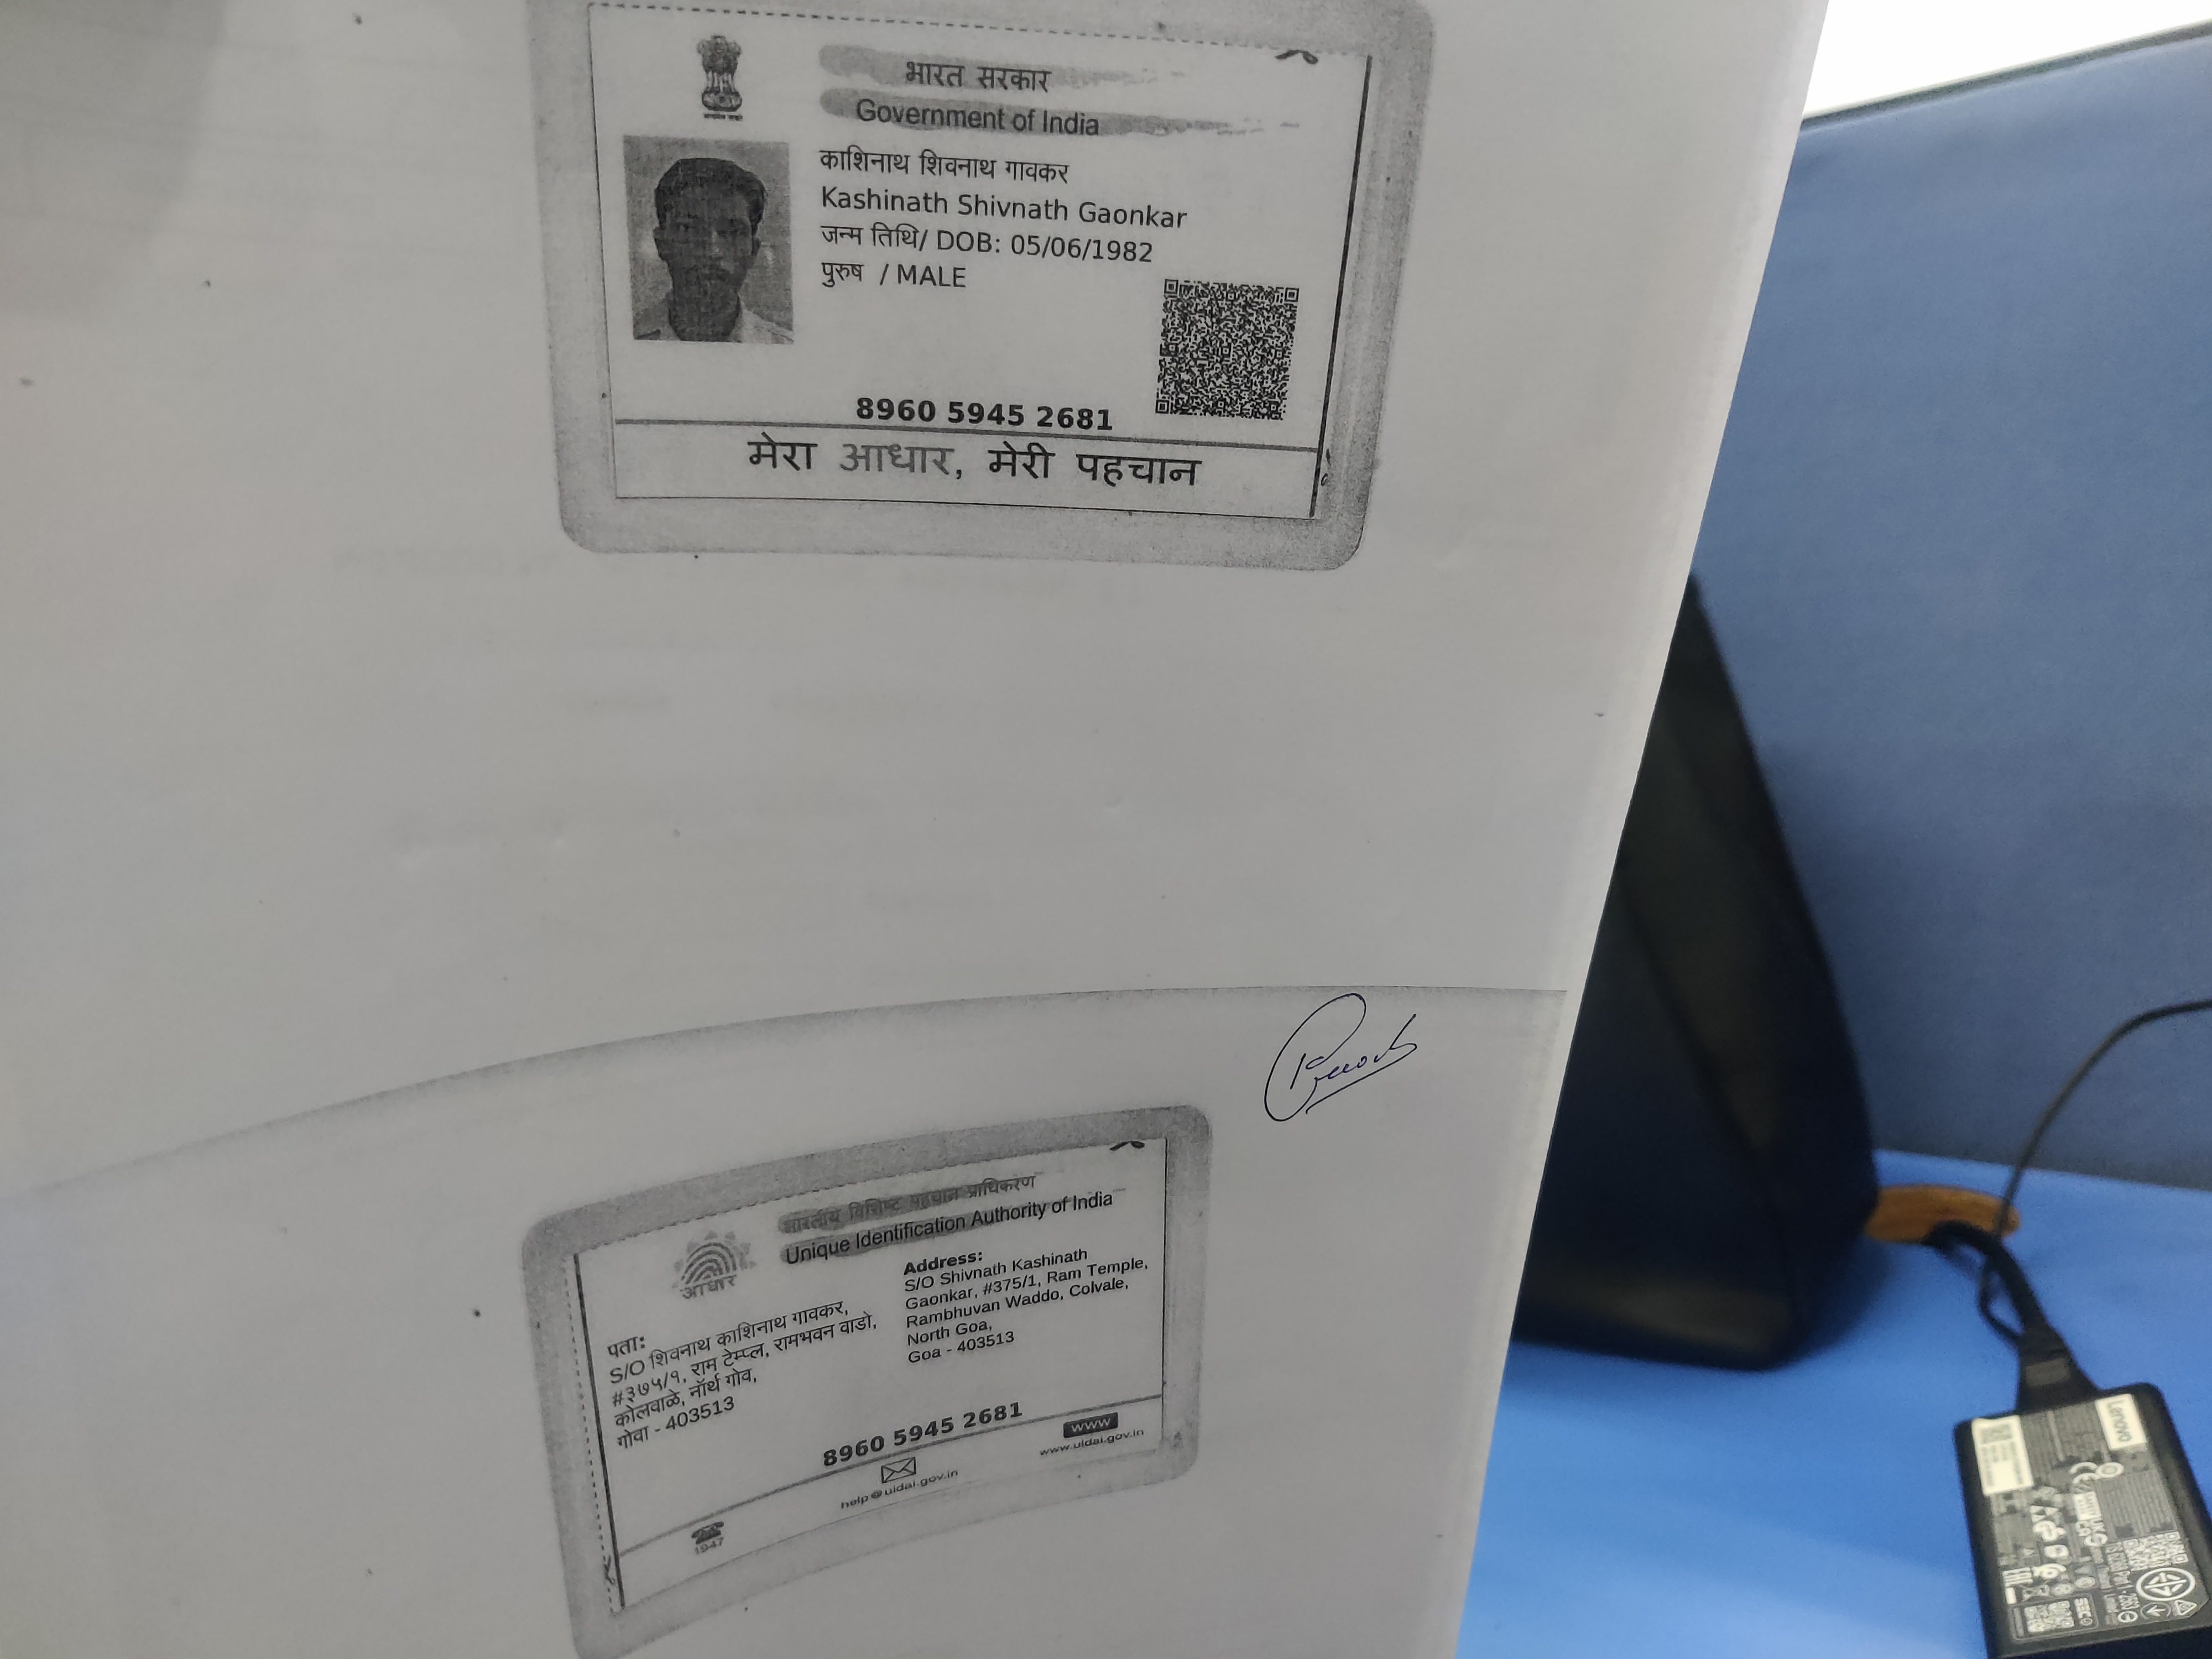 भारत सरकार
Government of India
काशिनाथ शिवनाथ गावकर
Kashinath Shivnath Gaonkar
जन्म तिथि/ DOB: 05/06/1982
पुरुष / MALE
8960 5945 2681
मेरा आधार, मेरी पहचान
भारतीय विशिष्ट पहचान प्राधिकरण
Unique Identification Authority of India
आधार
पता:
S/O शिवनाथ काशिनाथ गावकर,
#३७५/१, राम टेम्प्ल, रामभवन वाडो,
कोलवाळे, नॉर्थ गोव,
गोवा - 403513
Address:
S/O Shivnath Kashinath
Gaonkar, #375/1, Ram Temple,
Rambhuvan Waddo, Colvale,
North Goa,
Goa - 403513
8960 5945 2681
1947
help@uidai.gov.in
www
www.uidai.gov.in
Lenovo